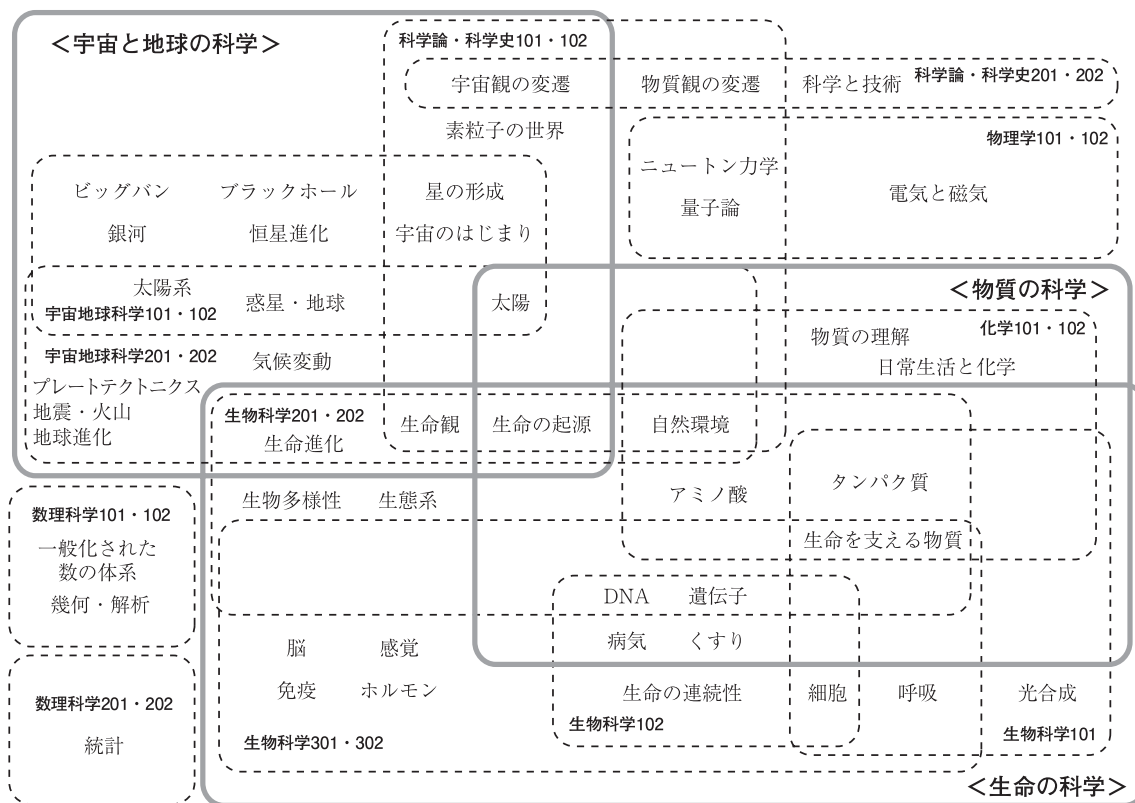 ＜宇宙と地球の科学＞
科学論・科学史101・102
宇宙観の変遷
物質観の変遷
科学と技術
科学論・科学史201・202
素粒子の世界
物理学101・102
ニュートン力学
量子論
電気と磁気
ビッグバン
ブラックホール
星の形成
銀河
恒星進化
宇宙のはじまり
太陽系
惑星・地球
太陽
宇宙地球科学101・102
＜物質の科学＞
物質の理解
化学101・102
日常生活と化学
宇宙地球科学201・202
気候変動
プレートテクトニクス
地震・火山
地球進化
生物科学201・202
生命進化
生命観
生命の起源
自然環境
アミノ酸
タンパク質
生物多様性
生態系
生命を支える物質
数理科学101・102
一般化された
数の体系
幾何・解析
DNA
遺伝子
病気
くすり
脳
感覚
免疫
ホルモン
生命の連続性
細胞
呼吸
光合成
生物科学102
生物科学101
生物科学301・302
数理科学201・202
統計
＜生命の科学＞